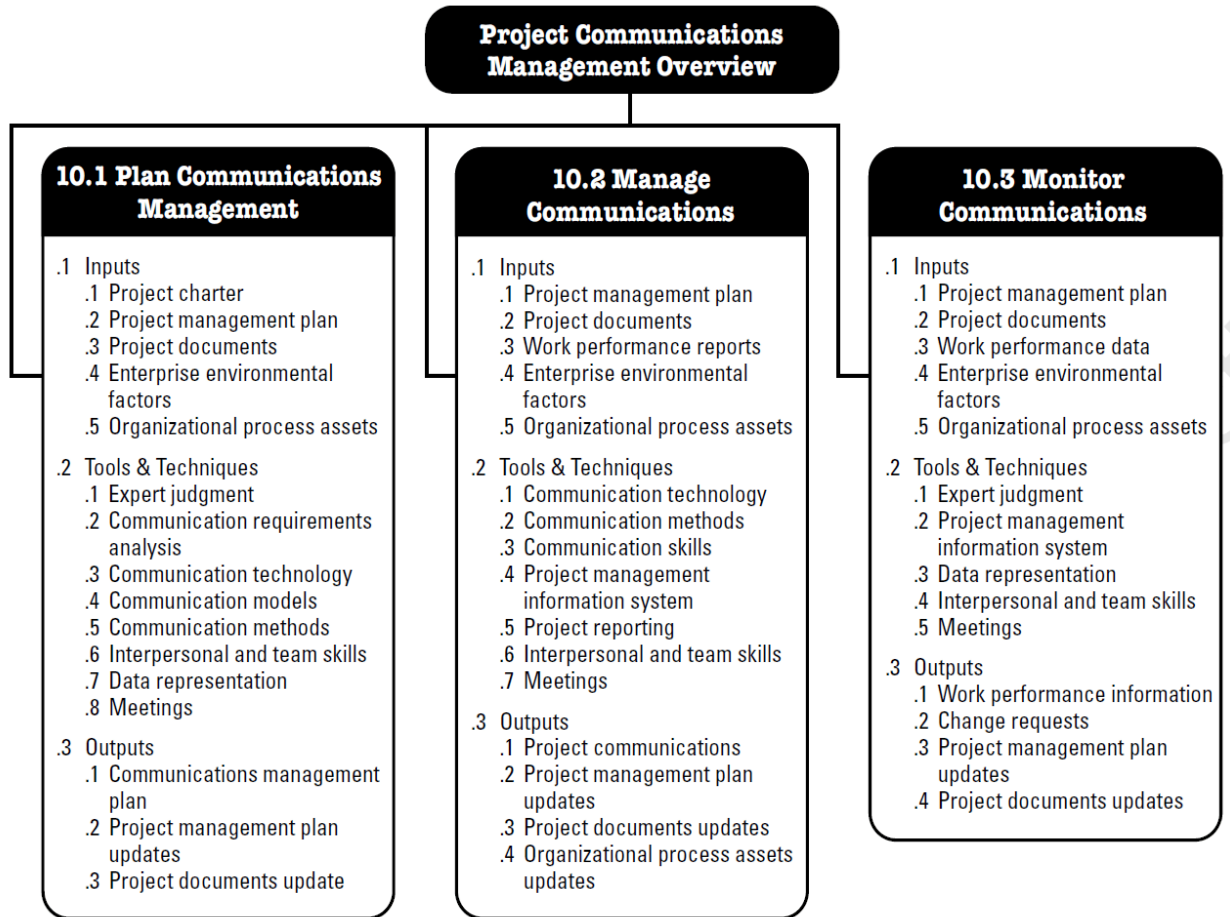 Project Communications
Management Overview
10.1 Plan Communications
Management
.1 Inputs
.1 Project charter
.2 Project management plan
.3 Project documents
.4 Enterprise environmental
factors
.5 Organizational process assets
.2 Tools & Techniques
.1 Expert judgment
.2 Communication requirements
analysis
.3 Communication technology
.4 Communication models
.5 Communication methods
.6 Interpersonal and team skills
.7 Data representation
.8 Meetings
.3 Outputs
.1 Communications management
plan
.2 Project management plan
updates
.3 Project documents update
10.2 Manage
Communications
.1 Inputs
.1 Project management plan
.2 Project documents
.3 Work performance reports
.4 Enterprise environmental
factors
.5 Organizational process assets
.2 Tools & Techniques
.1 Communication technology
.2 Communication methods
.3 Communication skills
.4 Project management
information system
.5 Project reporting
.6 Interpersonal and team skills
.7 Meetings
.3 Outputs
.1 Project communications
.2 Project management plan
updates
.3 Project documents updates
.4 Organizational process assets
updates
10.3 Monitor
Communications
.1 Inputs
.1 Project management plan
.2 Project documents
.3 Work performance data
.4 Enterprise environmental
factors
.5 Organizational process assets
.2 Tools & Techniques
.1 Expert judgment
.2 Project management
information system
.3 Data representation
.4 Interpersonal and team skills
.5 Meetings
.3 Outputs
.1 Work performance information
.2 Change requests
.3 Project management plan
updates
.4 Project documents updates